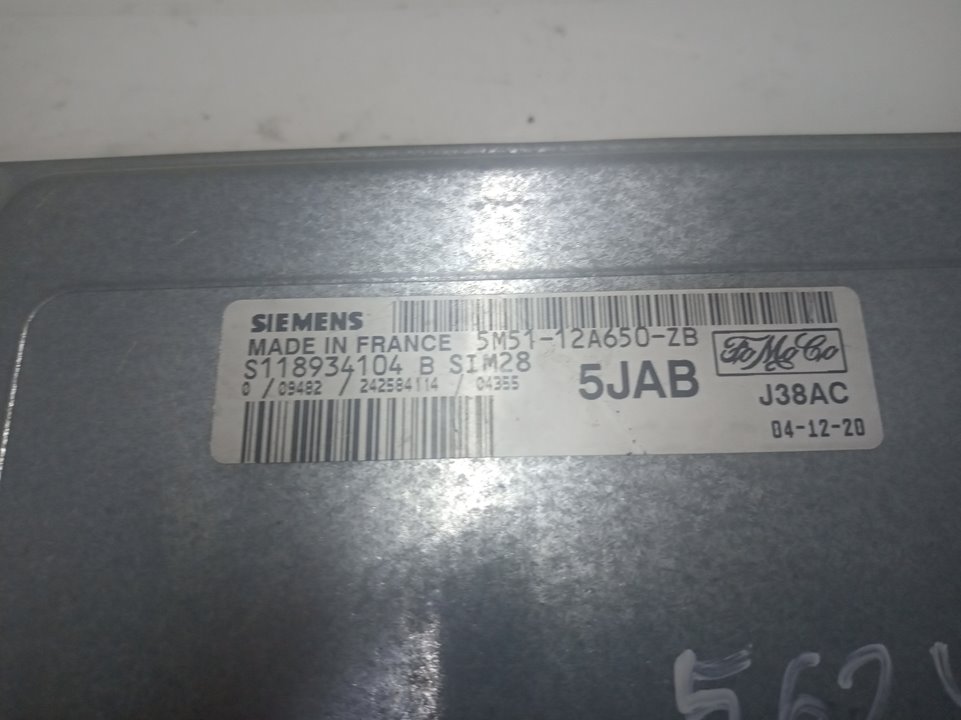 SIEMENS
MADE IN FRANCE 5M51-12A650-ZB
S118934104 B SIM28
0 / 09482 / 242584114 / 04355
5JAB
FoMoCo
J38AC
04-12-20